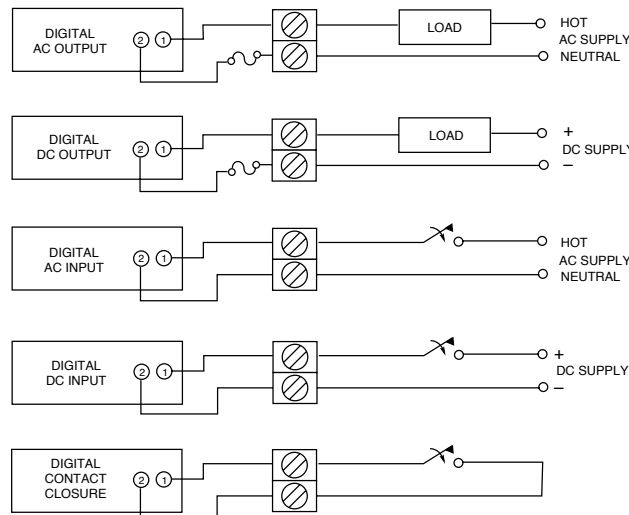 DIGITAL
AC OUTPUT
2 1
LOAD
HOT
AC SUPPLY
NEUTRAL
DIGITAL
DC OUTPUT
2 1
LOAD
+
DC SUPPLY
–
DIGITAL
AC INPUT
2 1
HOT
AC SUPPLY
NEUTRAL
DIGITAL
DC INPUT
2 1
+
DC SUPPLY
–
DIGITAL
CONTACT
CLOSURE
2 1